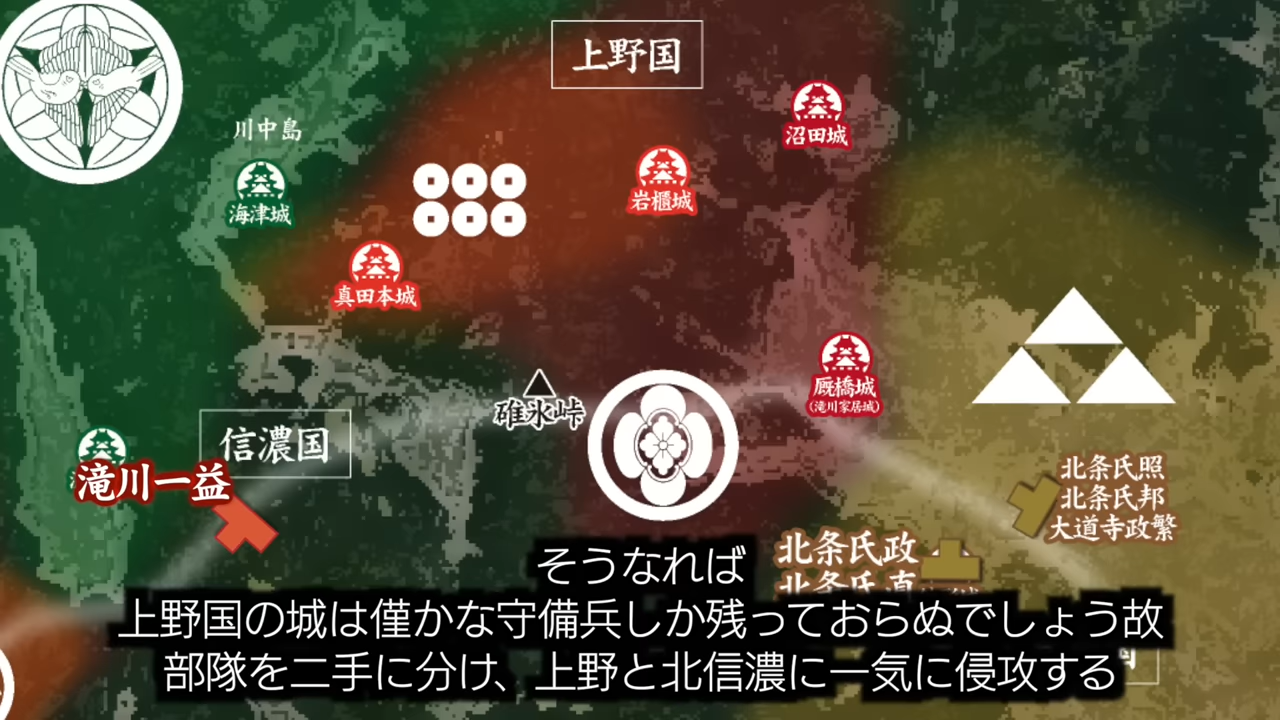 上野国
沼田城
川中島
岩櫃城
海津城
真田本城
厩橋城
(滝川家居城)
碓氷峠
信濃国
滝川一益
北条氏照
北条氏邦
大道寺政繁
北条氏政
北条氏直
そうなれば
上野国の城は僅かな守備兵しか残っておらぬでしょう故
部隊を二手に分け、上野と北信濃に一気に侵攻する